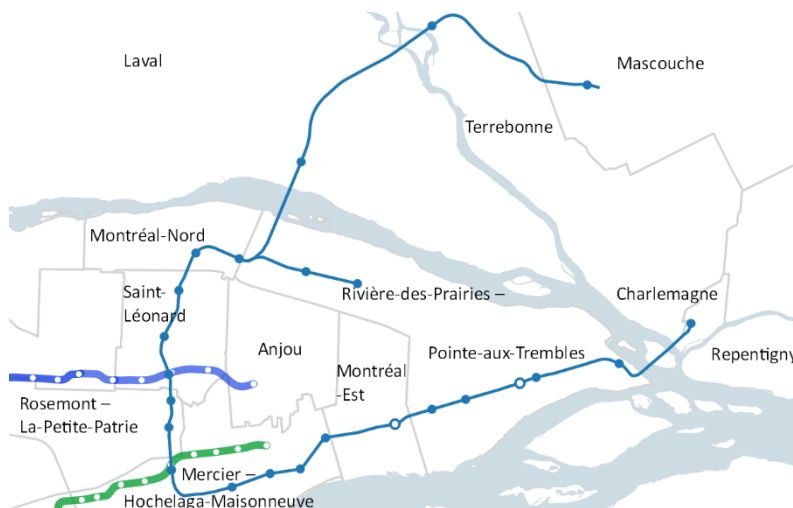 Laval
Mascouche
Terrebonne
Montréal-Nord
Saint-
Léonard
Rivière-des-Prairies –
Charlemagne
Anjou
Pointe-aux-Trembles
Repentigny
Montréal
-Est
Rosemont –
La-Petite-Patrie
Mercier –
Hochelaga-Maisonneuve